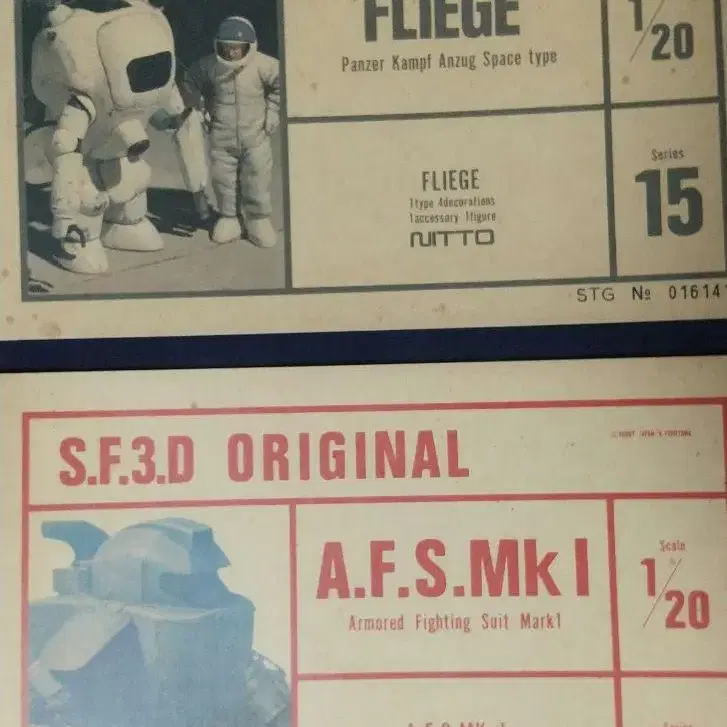 FLIEGE
1/20
Panzer Kampf Anzug Space type
FLIEGE
1type 4decorations
1accessory 1figure
NITTO
Series
15
STG № 01614
S.F.3.D ORIGINAL
A.F.S.Mk I
Armored Fighting Suit Mark1
Scale
1/20